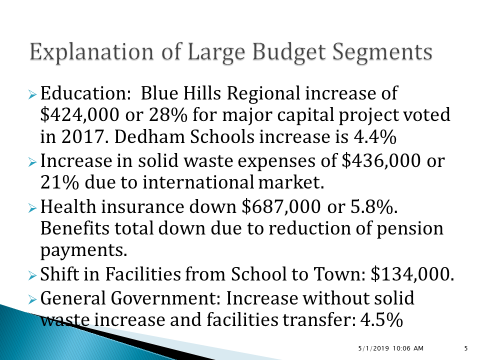 Explanation of Large Budget Segments
Education:  Blue Hills Regional increase of
$424,000 or 28% for major capital project voted
in 2017. Dedham Schools increase is 4.4%
Increase in solid waste expenses of $436,000 or
21% due to international market.
Health insurance down $687,000 or 5.8%.
Benefits total down due to reduction of pension
payments.
Shift in Facilities from School to Town: $134,000.
General Government: Increase without solid
waste increase and facilities transfer: 4.5%
5/1/2019 10:06 AM 5